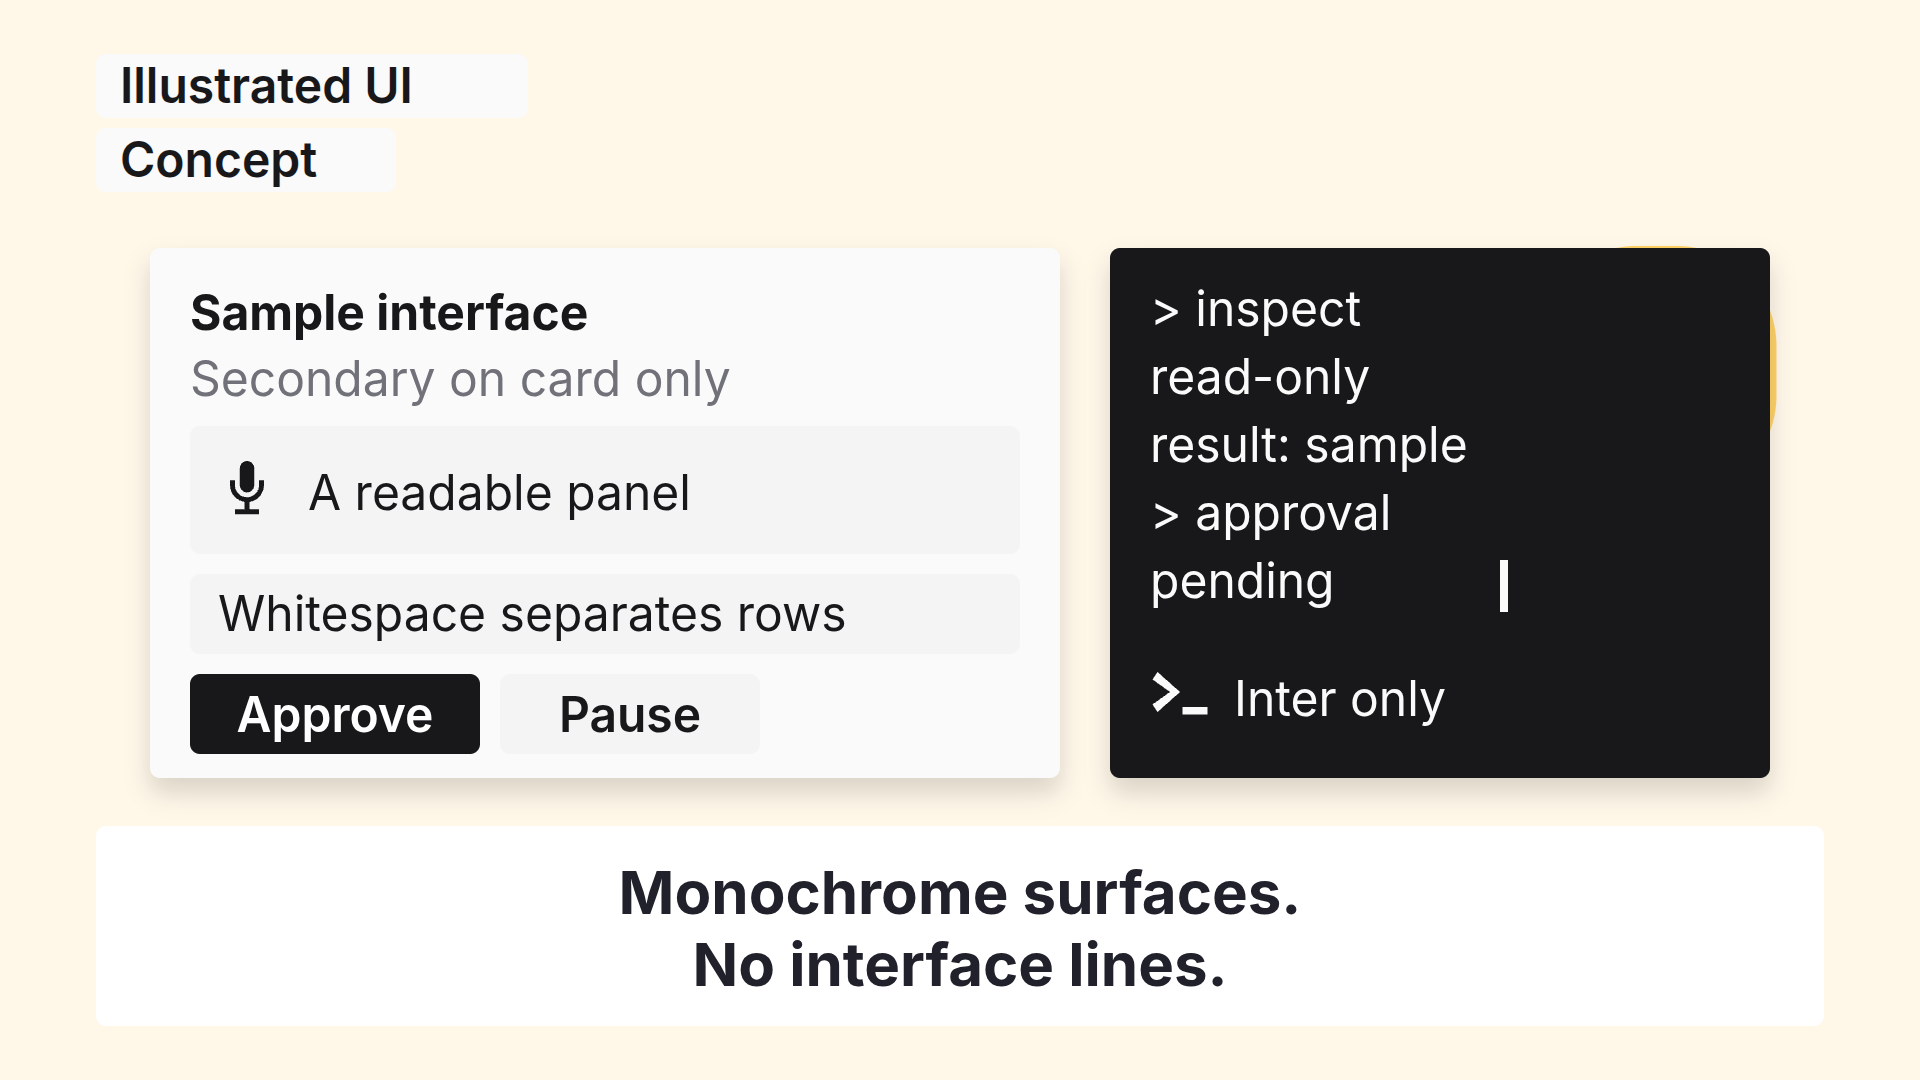 Illustrated UI
Concept
Sample interface
Secondary on card only
A readable panel
Whitespace separates rows
Approve
Pause
> inspect
read-only
result: sample
> approval
pending
Inter only
Monochrome surfaces.
No interface lines.